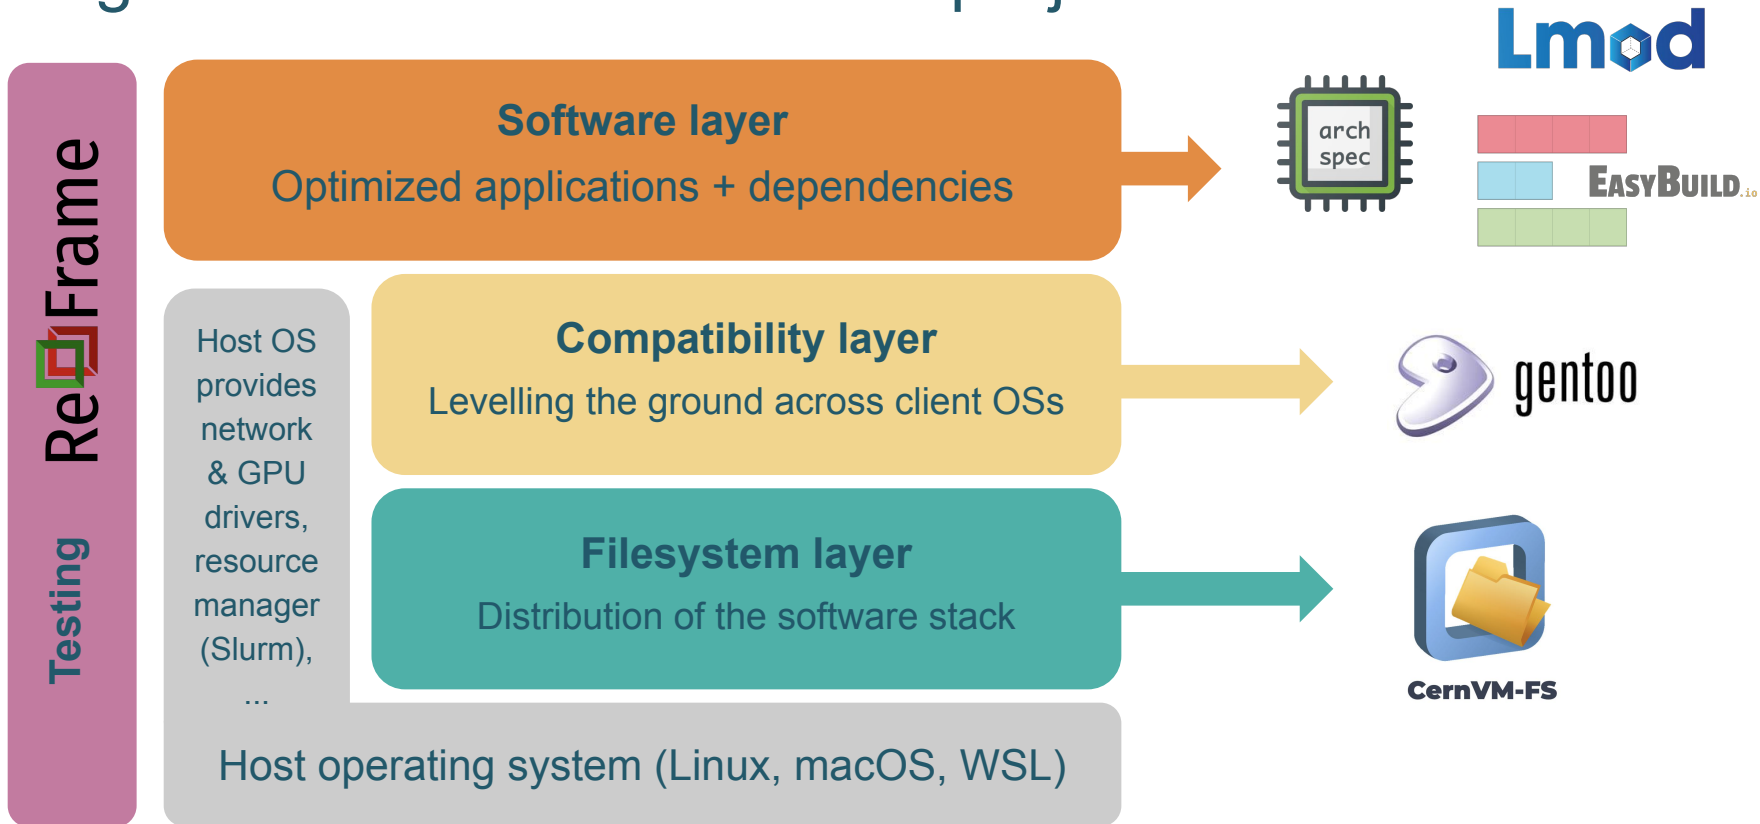 Lmod
Software layer
Optimized applications + dependencies
arch
spec
EASYBUILD.io
ReFrame
Testing
Host OS
provides
network
& GPU
drivers,
resource
manager
(Slurm),
...
Compatibility layer
Levelling the ground across client OSs
gentoo
Filesystem layer
Distribution of the software stack
CernVM-FS
Host operating system (Linux, macOS, WSL)